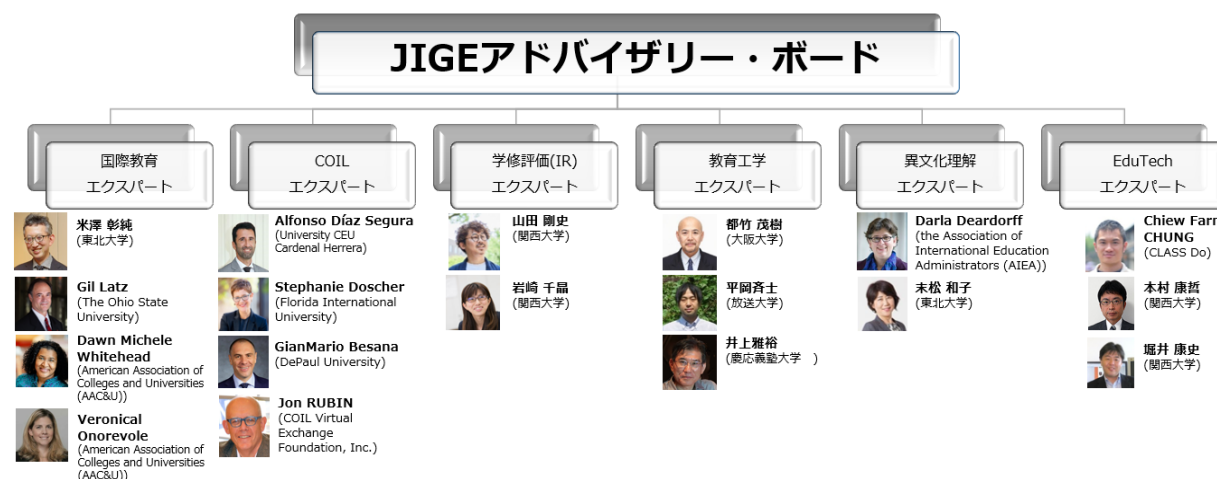 JIGEアドバイザリー・ボード
国際教育
エクスパート
COIL
エクスパート
学修評価(IR)
エクスパート
教育工学
エクスパート
異文化理解
エクスパート
EduTech
エクスパート
米澤 彰純
(東北大学)
Gil Latz
(The Ohio State
University)
Dawn Michele
Whitehead
(American Association of
Colleges and Universities
(AAC&U))
Veronical
Onorevole
(American Association of
Colleges and Universities
(AAC&U))
Alfonso Díaz Segura
(University CEU
Cardenal Herrera)
Stephanie Doscher
(Florida International
University)
GianMario Besana
(DePaul University)
Jon RUBIN
(COIL Virtual
Exchange
Foundation, Inc.)
山田 剛史
(関西大学)
岩﨑 千晶
(関西大学)
都竹 茂樹
(大阪大学)
平岡斉士
(放送大学)
井上雅裕
(慶応義塾大学 )
Darla Deardorff
(the Association of
International Education
Administrators (AIEA))
末松 和子
(東北大学)
Chiew Farn
CHUNG
(CLASS Do)
本村 康哲
(関西大学)
堀井 康史
(関西大学)